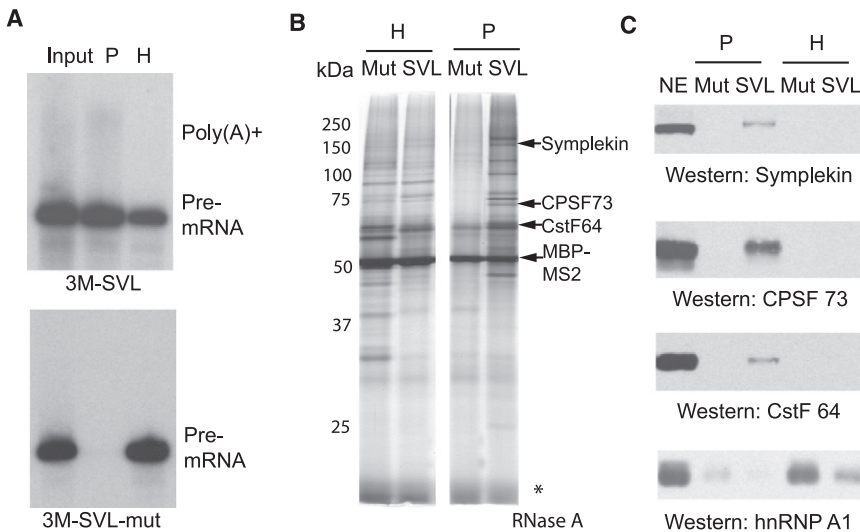 A
Input P H
Poly(A)+
Pre-
mRNA
3M-SVL
Pre-
mRNA
3M-SVL-mut
B
H P
kDa Mut SVL Mut SVL
250
150
100
75
50
37
25
Symplekin
CPSF73
CstF64
MBP-
MS2
*
RNase A
C
P H
NE Mut SVL Mut SVL
Western: Symplekin
Western: CPSF 73
Western: CstF 64
Western: hnRNP A1